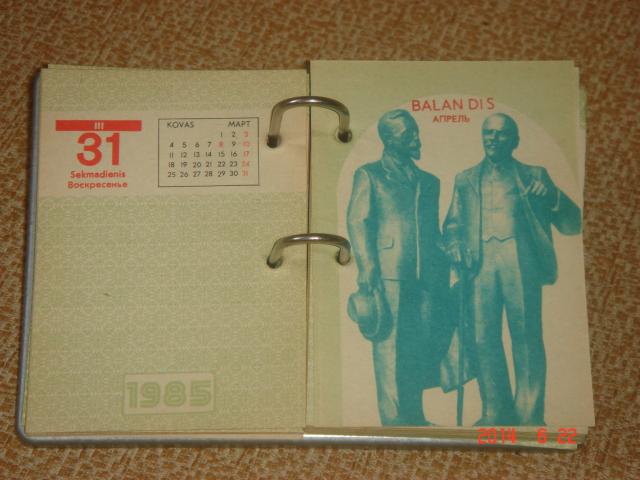 III
31
Sekmadienis
Воскресенье
KOVAS МАРТ
1 2 3
4 5 6 7 8 9 10
11 12 13 14 15 16 17
18 19 20 21 22 23 24
25 26 27 28 29 30 31
1985
BALANDIS
АПРЕЛЬ
2014 6 22